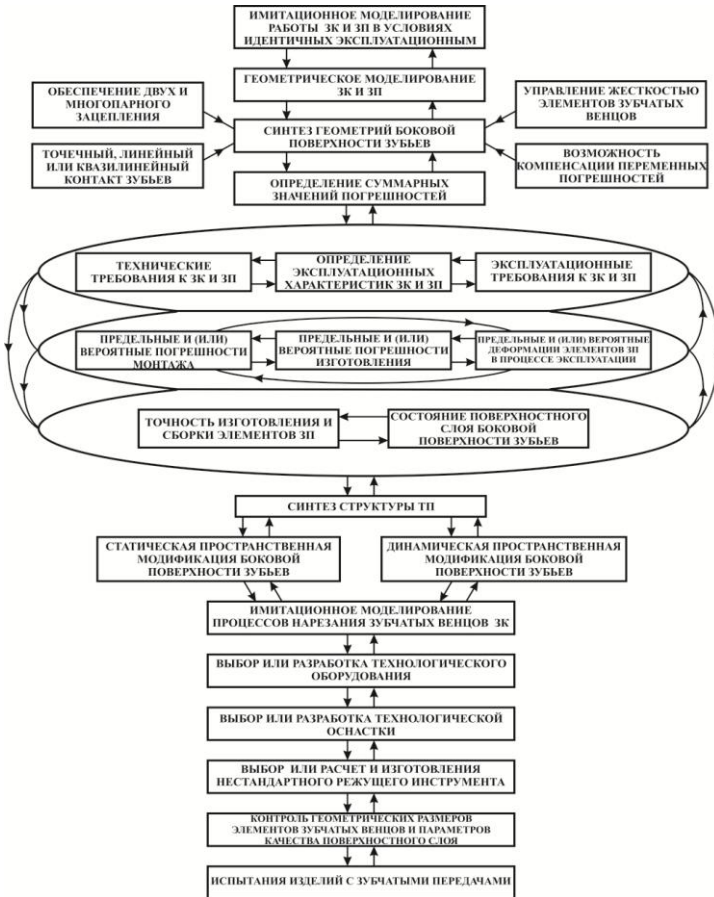 ИМИТАЦИОННОЕ МОДЕЛИРОВАНИЕ
РАБОТЫ ЗК И ЗП В УСЛОВИЯХ
ИДЕНТИЧНЫХ ЭКСПЛУАТАЦИОННЫМ
ГЕОМЕТРИЧЕСКОЕ МОДЕЛИРОВАНИЕ
ЗК И ЗП
ОБЕСПЕЧЕНИЕ ДВУХ И
МНОГОПАРНОГО
ЗАЦЕПЛЕНИЯ
УПРАВЛЕНИЕ ЖЕСТКОСТЬЮ
ЭЛЕМЕНТОВ ЗУБЧАТЫХ
ВЕНЦОВ
СИНТЕЗ ГЕОМЕТРИЙ БОКОВОЙ
ПОВЕРХНОСТИ ЗУБЬЕВ
ТОЧЕЧНЫЙ, ЛИНЕЙНЫЙ
ИЛИ КВАЗИЛИНЕЙНЫЙ
КОНТАКТ ЗУБЬЕВ
ВОЗМОЖНОСТЬ
КОМПЕНСАЦИИ ПЕРЕМЕННЫХ
ПОГРЕШНОСТЕЙ
ОПРЕДЕЛЕНИЕ СУММАРНЫХ
ЗНАЧЕНИЙ ПОГРЕШНОСТЕЙ
ТЕХНИЧЕСКИЕ
ТРЕБОВАНИЯ К ЗК И ЗП
ОПРЕДЕЛЕНИЕ
ЭКСПЛУАТАЦИОННЫХ
ХАРАКТЕРИСТИК ЗК И ЗП
ЭКСПЛУАТАЦИОННЫЕ
ТРЕБОВАНИЯ К ЗК И ЗП
ПРЕДЕЛЬНЫЕ И (ИЛИ)
ВЕРОЯТНЫЕ ПОГРЕШНОСТИ
МОНТАЖА
ПРЕДЕЛЬНЫЕ И (ИЛИ)
ВЕРОЯТНЫЕ ПОГРЕШНОСТИ
ИЗГОТОВЛЕНИЯ
ПРЕДЕЛЬНЫЕ И (ИЛИ) ВЕРОЯТНЫЕ
ДЕФОРМАЦИИ ЭЛЕМЕНТОВ ЗП
В ПРОЦЕССЕ ЭКСПЛУАТАЦИИ
ТОЧНОСТЬ ИЗГОТОВЛЕНИЯ И
СБОРКИ ЭЛЕМЕНТОВ ЗП
СОСТОЯНИЕ ПОВЕРХНОСТНОГО
СЛОЯ БОКОВОЙ
ПОВЕРХНОСТИ ЗУБЬЕВ
СИНТЕЗ СТРУКТУРЫ ТП
СТАТИЧЕСКАЯ ПРОСТРАНСТВЕННАЯ
МОДИФИКАЦИЯ БОКОВОЙ
ПОВЕРХНОСТИ ЗУБЬЕВ
ДИНАМИЧЕСКАЯ ПРОСТРАНСТВЕННАЯ
МОДИФИКАЦИЯ БОКОВОЙ
ПОВЕРХНОСТИ ЗУБЬЕВ
ИМИТАЦИОННОЕ МОДЕЛИРОВАНИЕ
ПРОЦЕССОВ НАРЕЗАНИЯ ЗУБЧАТЫХ ВЕНЦОВ ЗК
ВЫБОР ИЛИ РАЗРАБОТКА ТЕХНОЛОГИЧЕСКОГО
ОБОРУДОВАНИЯ
ВЫБОР ИЛИ РАЗРАБОТКА ТЕХНОЛОГИЧЕСКОЙ
ОСНАСТКИ
ВЫБОР ИЛИ РАСЧЕТ И ИЗГОТОВЛЕНИЯ
НЕСТАНДАРТНОГО РЕЖУЩЕГО ИНСТРУМЕНТА
КОНТРОЛЬ ГЕОМЕТРИЧЕСКИХ РАЗМЕРОВ
ЭЛЕМЕНТОВ ЗУБЧАТЫХ ВЕНЦОВ И ПАРАМЕТРОВ
КАЧЕСТВА ПОВЕРХНОСТНОГО СЛОЯ
ИСПЫТАНИЯ ИЗДЕЛИЙ С ЗУБЧАТЫМИ ПЕРЕДАЧАМИ